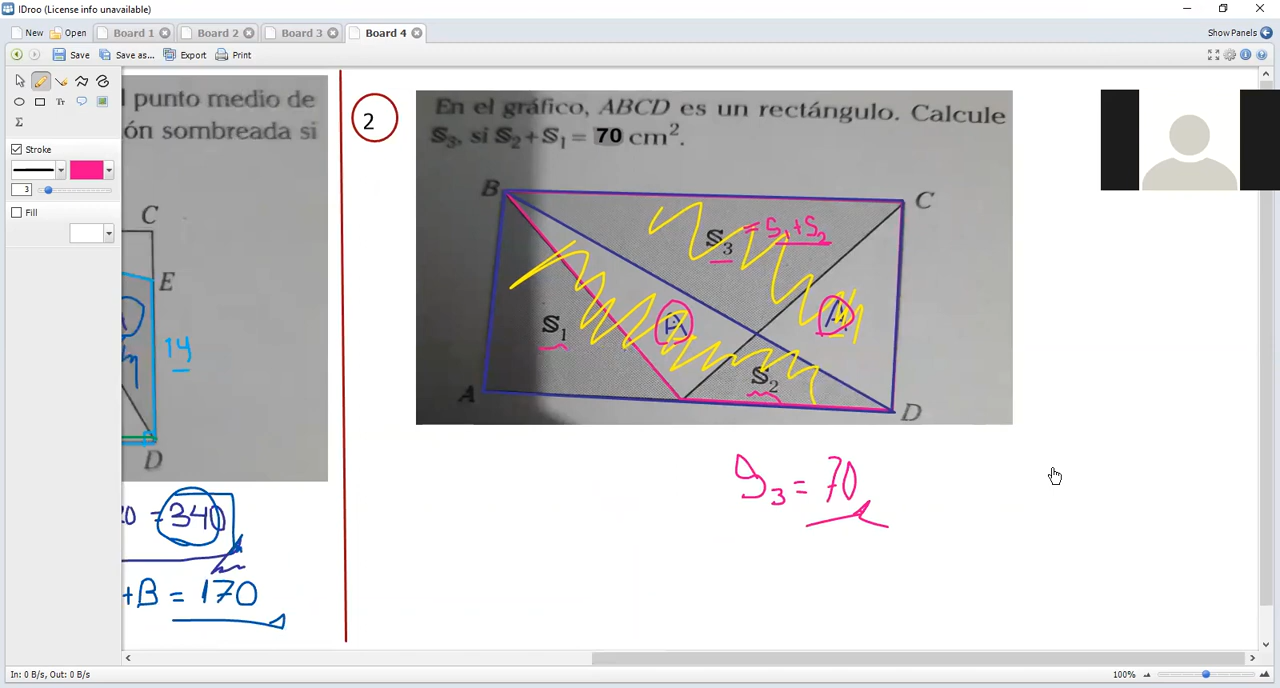 IDroo (License info unavailable)
New Open Board 1 Board 2 Board 3 Board 4 Show Panels
Save Save as... Export Print
Tr
Σ
Stroke
3
Fill
l punto medio de
ón sombreada si
C
E
14
D
20 = 340
+B = 170
2
En el gráfico, ABCD es un rectángulo. Calcule
S3, si S2+S1= 70 cm².
B
C
S3 = S1+S2
S1
A
A
S2
A
D
S3 = 70
In: 0 B/s, Out: 0 B/s
100%